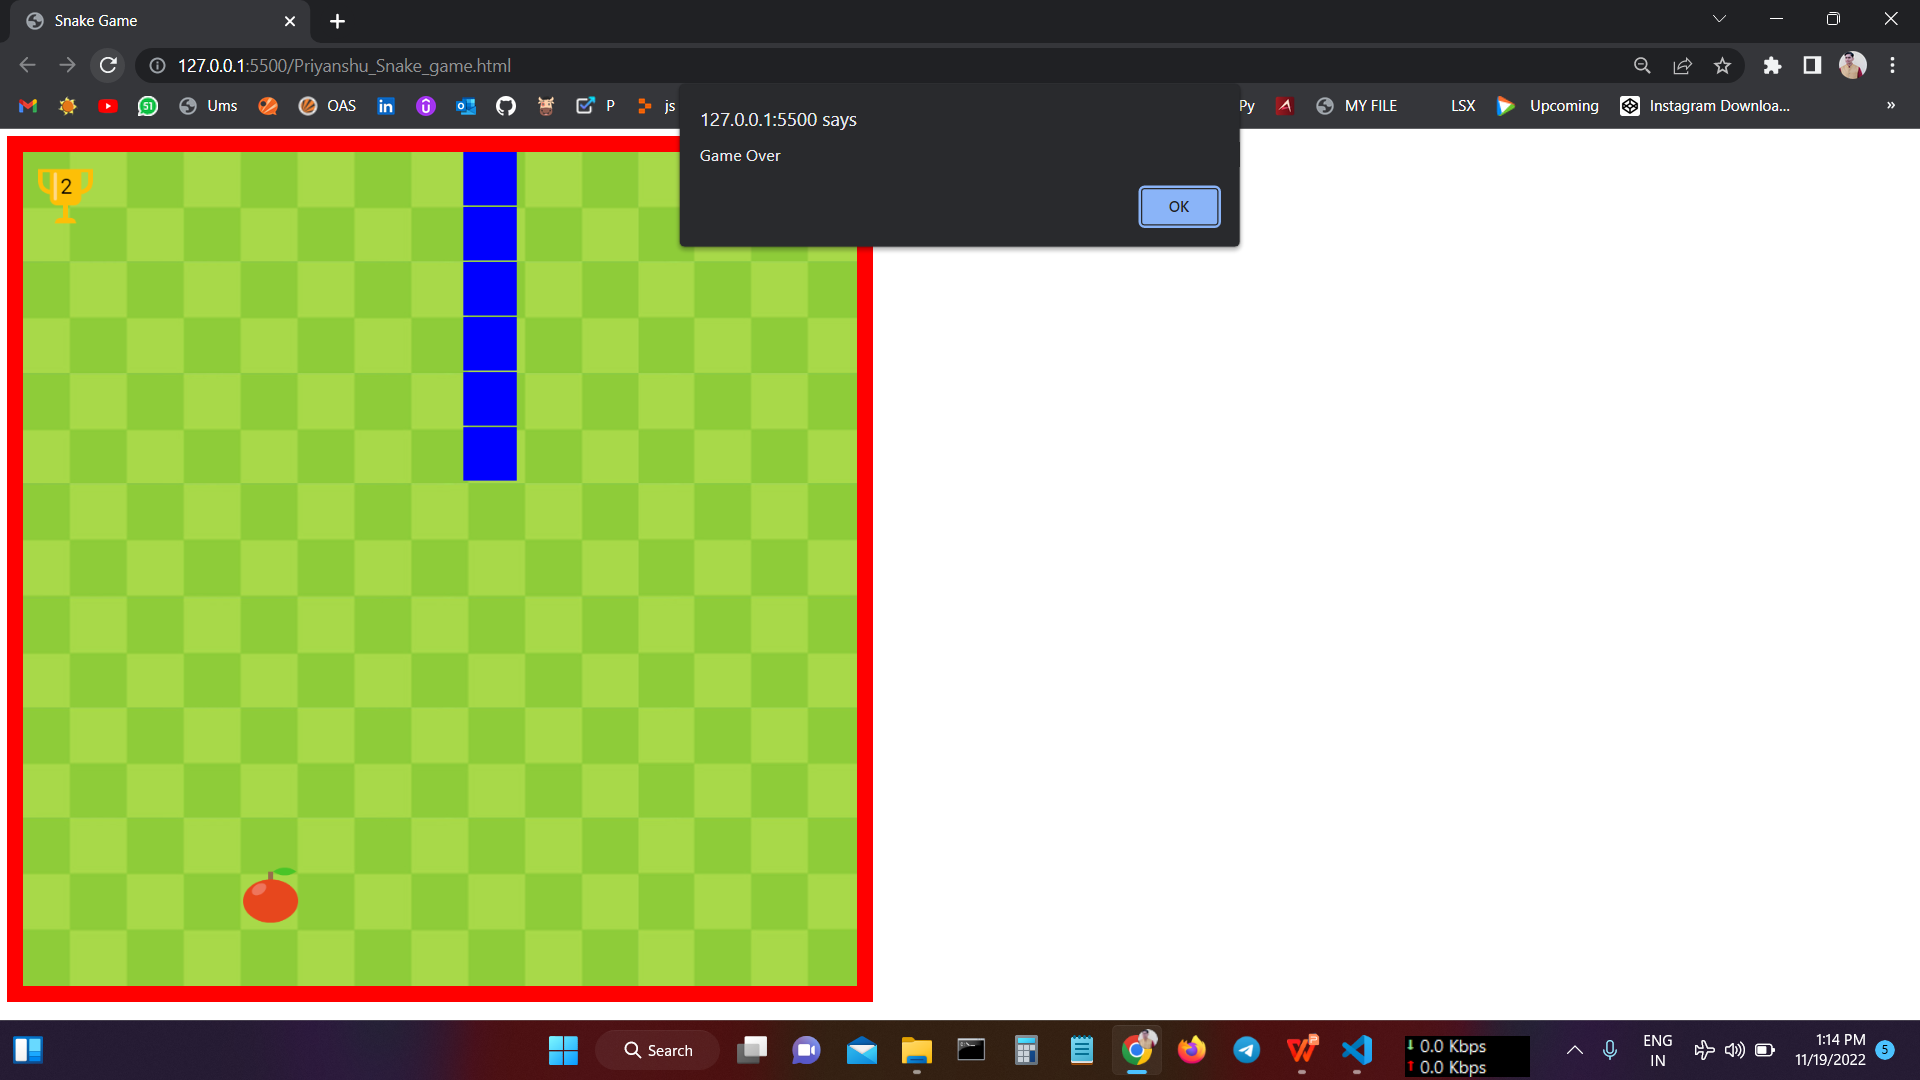 Snake Game
127.0.0.1:5500/Priyanshu_Snake_game.html
51 Ums OAS in P js Py MY FILE LSX Upcoming Instagram Downloa... »
127.0.0.1:5500 says
Game Over
OK
2
Search
0.0 Kbps
0.0 Kbps
ENG
IN
1:14 PM
11/19/2022
5